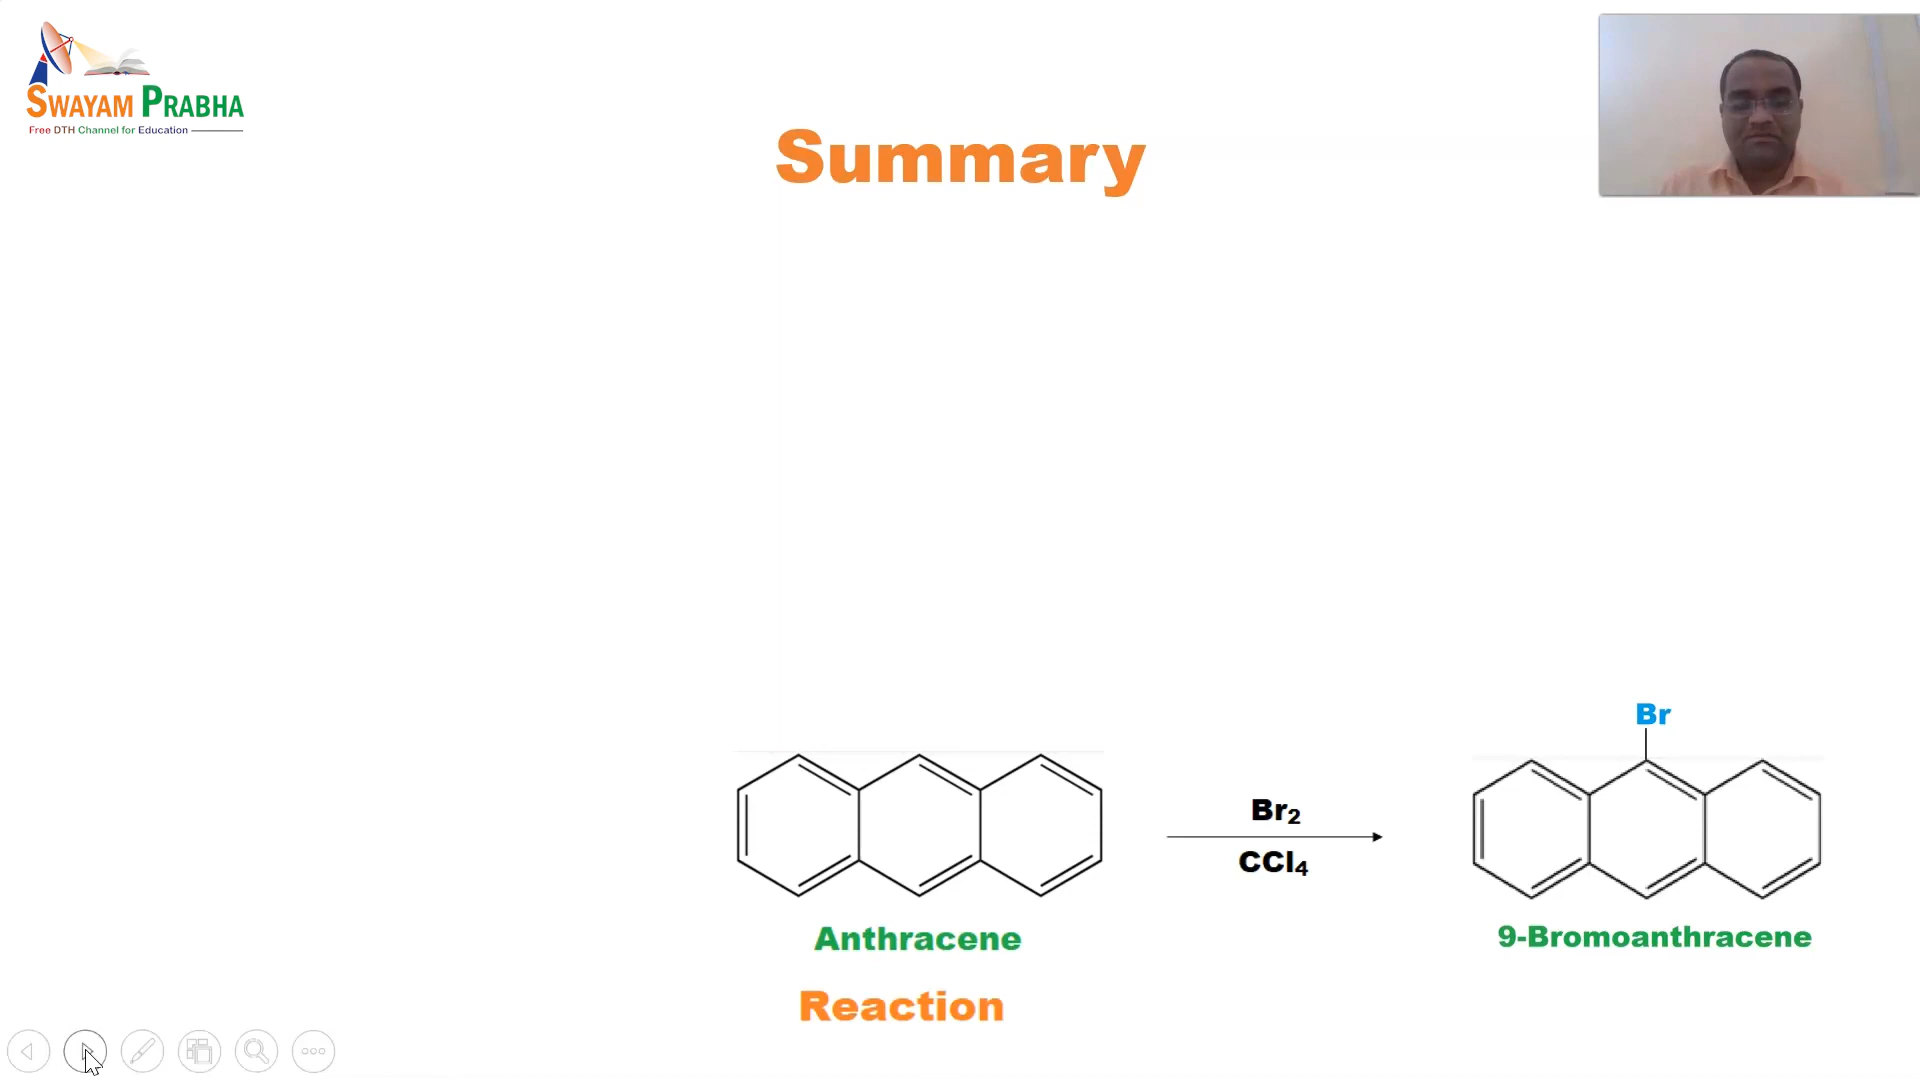 SWAYAM PRABHA
Free DTH Channel for Education
Summary
Br
Br₂
CCl₄
Anthracene
9-Bromoanthracene
Reaction